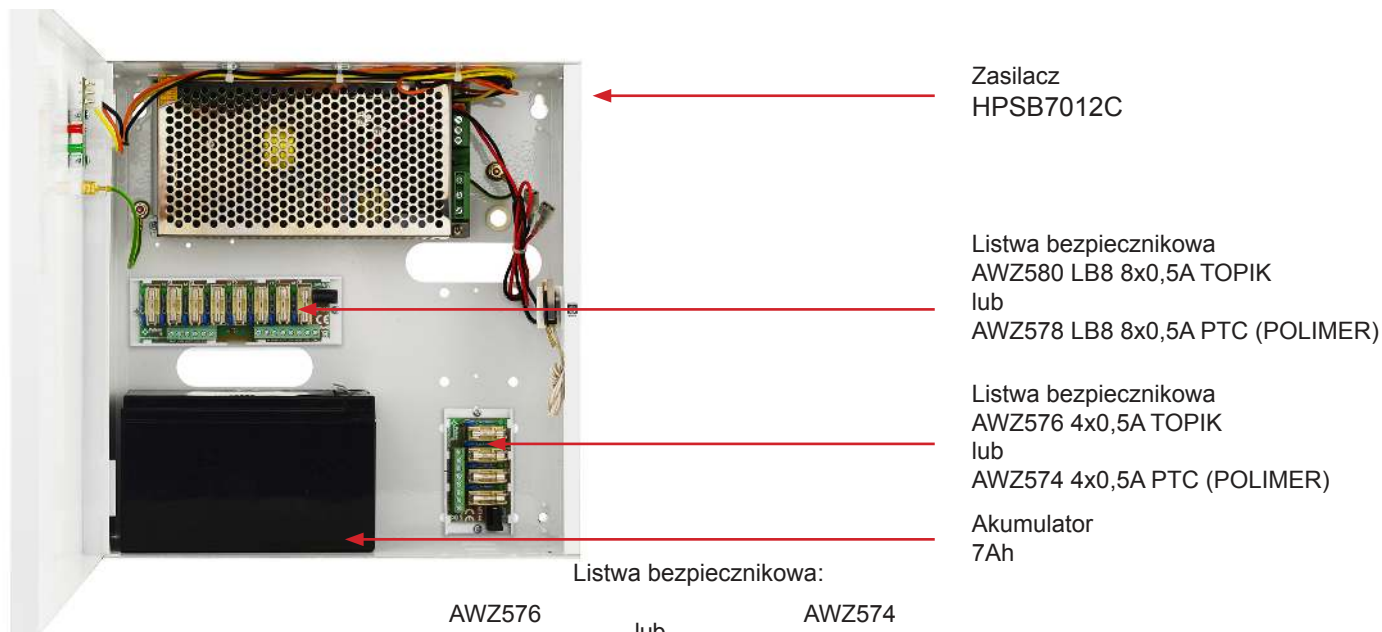 Zasilacz
HPSB7012C
Listwa bezpiecznikowa
AWZ580 LB8 8x0,5A TOPIK
lub
AWZ578 LB8 8x0,5A PTC (POLIMER)
Listwa bezpiecznikowa
AWZ576 4x0,5A TOPIK
lub
AWZ574 4x0,5A PTC (POLIMER)
Akumulator
7Ah
Listwa bezpiecznikowa:
AWZ576
lub
AWZ574